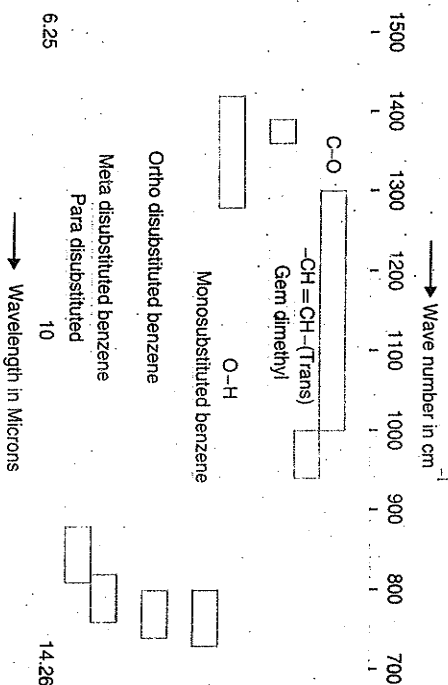 Wave number in cm⁻¹
1500 1400 1300 1200 1100 1000 900 800 700
C–O
–CH = CH–(Trans)
Gem dimethyl
O–H
Monosubstituted benzene
Ortho disubstituted benzene
Meta disubstituted benzene
Para disubstituted
6.25 10 14.26
Wavelength in Microns